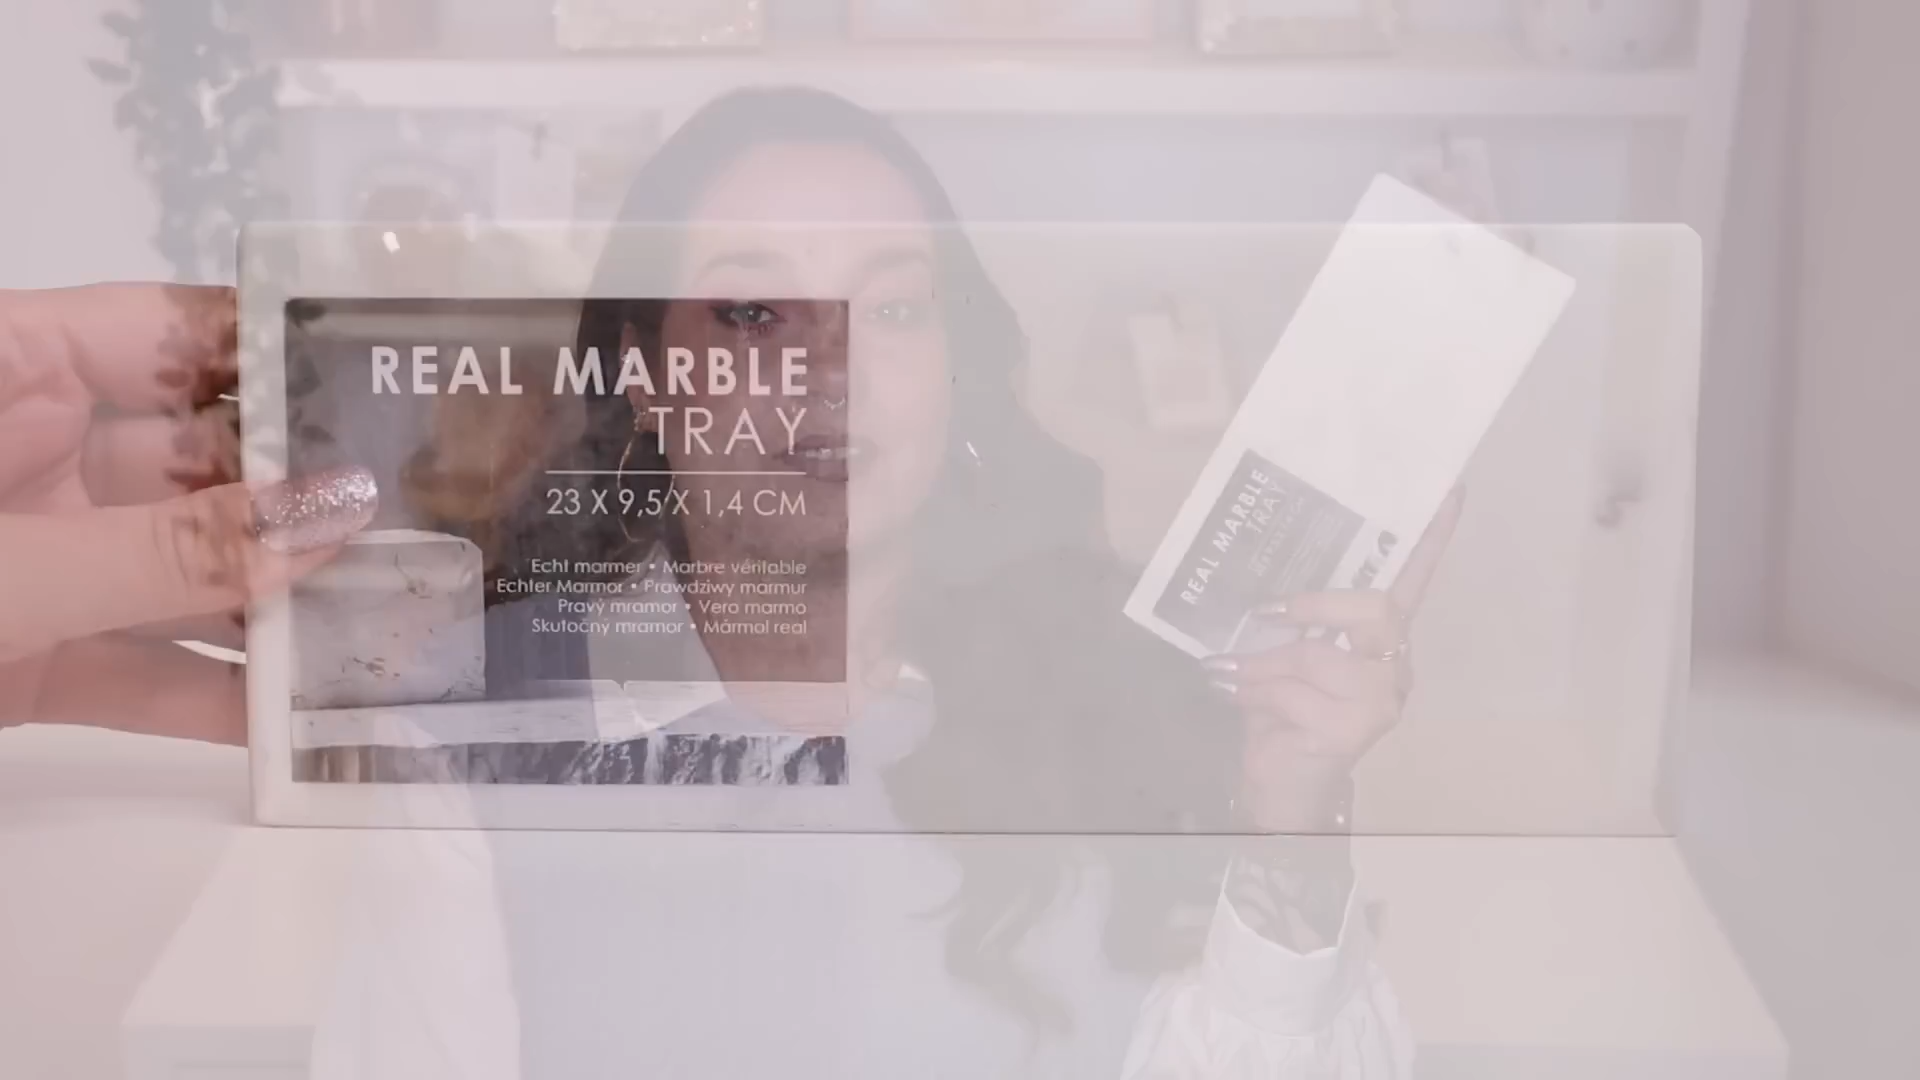 REAL MARBLE
TRAY
23 X 9,5 X 1,4 CM
Echt marmer • Marbre véritable
Echter Marmor • Prawdziwy marmur
Pravý mramor • Vero marmo
Skutočný mramor • Mármol real
REAL MARBLE
TRAY